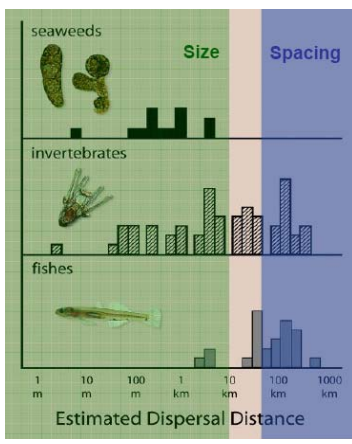 seaweeds
Size
Spacing
invertebrates
fishes
1 10 100 1 10 100 1000
m m m km km km km
Estimated Dispersal Distance